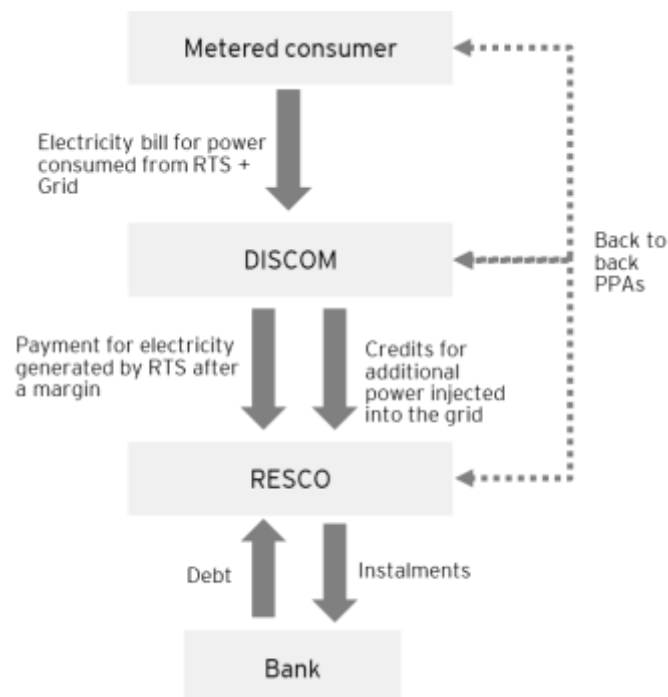 Metered consumer
Electricity bill for power
consumed from RTS +
Grid
DISCOM
Back to
back
PPAs
Payment for electricity
generated by RTS after
a margin
Credits for
additional
power injected
into the grid
RESCO
Debt
Instalments
Bank